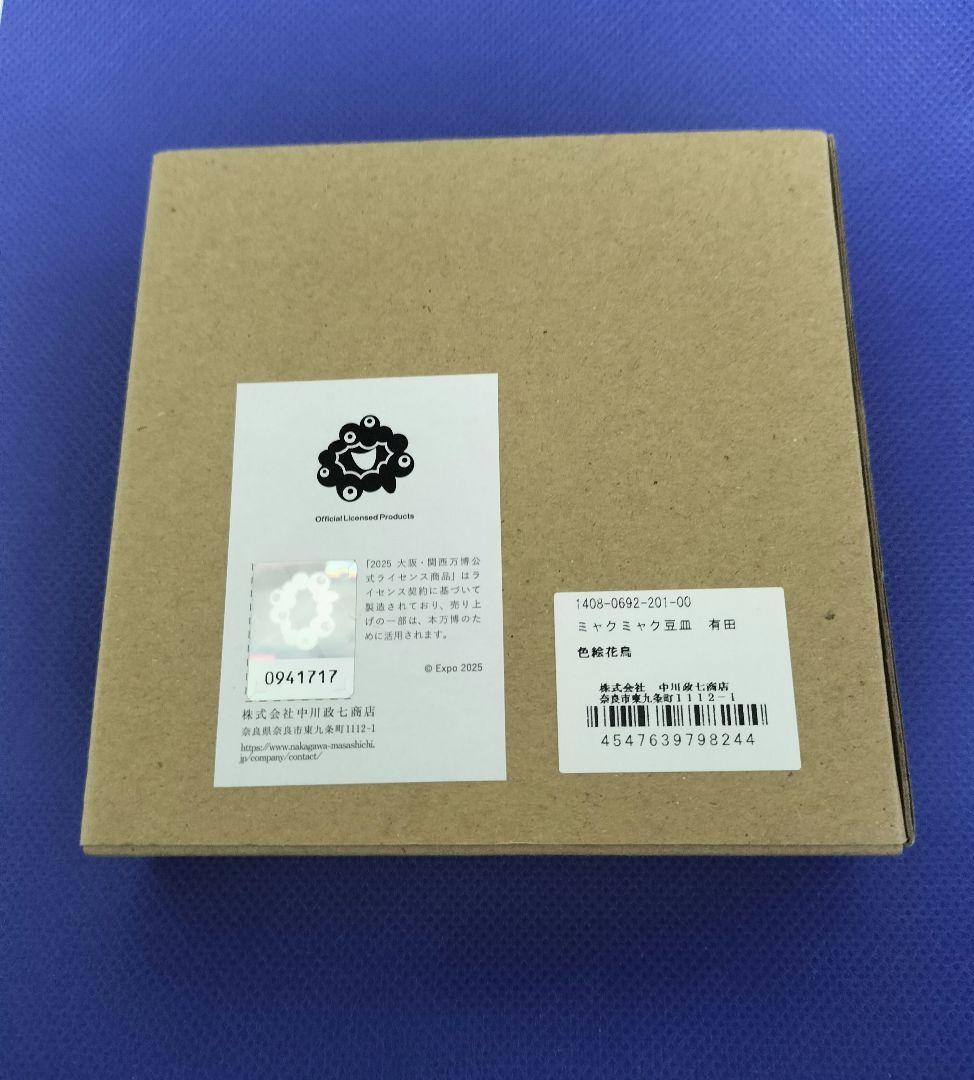 Official Licensed Products
「2025 大阪・関西万博公
式ライセンス商品」はラ
イセンス契約に基づいて
製造されており、売り上
げの一部は、本万博のた
めに活用されます。
© Expo 2025
0941717
株式会社中川政七商店
奈良県奈良市東九条町1112-1
https://www.nakagawa-masashichi.
jp/company/contact/
1408-0692-201-00
ミャクミャク豆皿 有田
色絵花鳥
株式会社 中川政七商店
奈良市東九条町1112-1
4547639798244